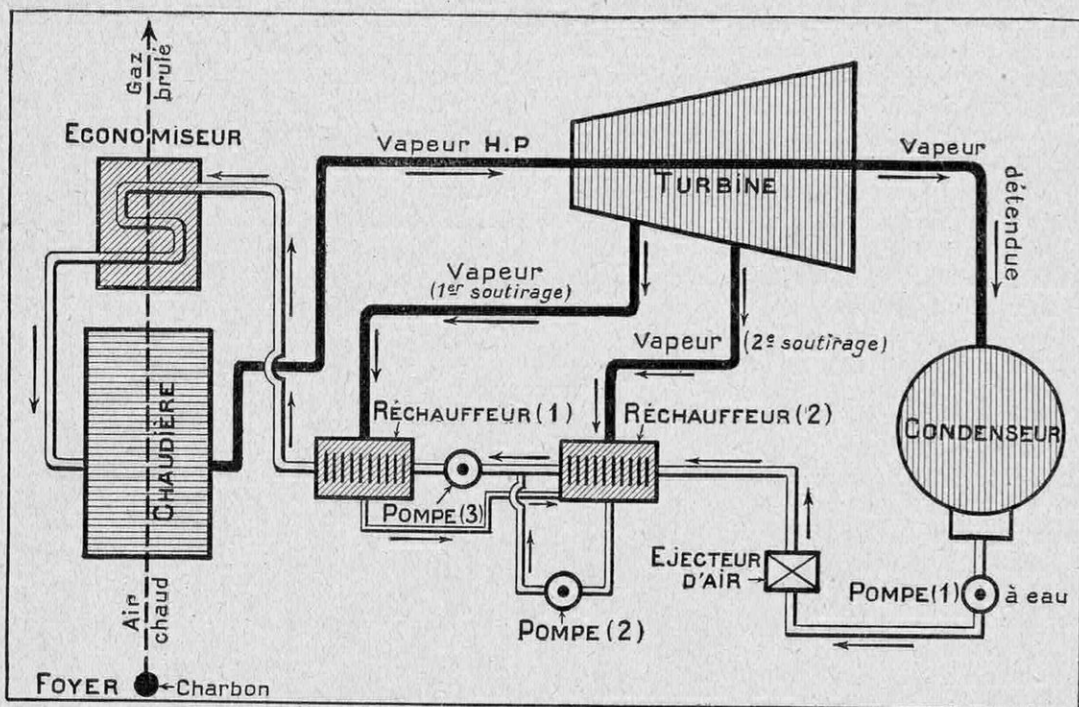 Gaz
brulé
ECONOMISEUR
Vapeur H.P
TURBINE
Vapeur
détendue
Vapeur
(1er soutirage)
Vapeur (2e soutirage)
RÉCHAUFFEUR (1)
RÉCHAUFFEUR (2)
CONDENSEUR
CHAUDIÈRE
POMPE (3)
EJECTEUR
D'AIR
POMPE (1) à eau
POMPE (2)
Air
chaud
FOYER
Charbon